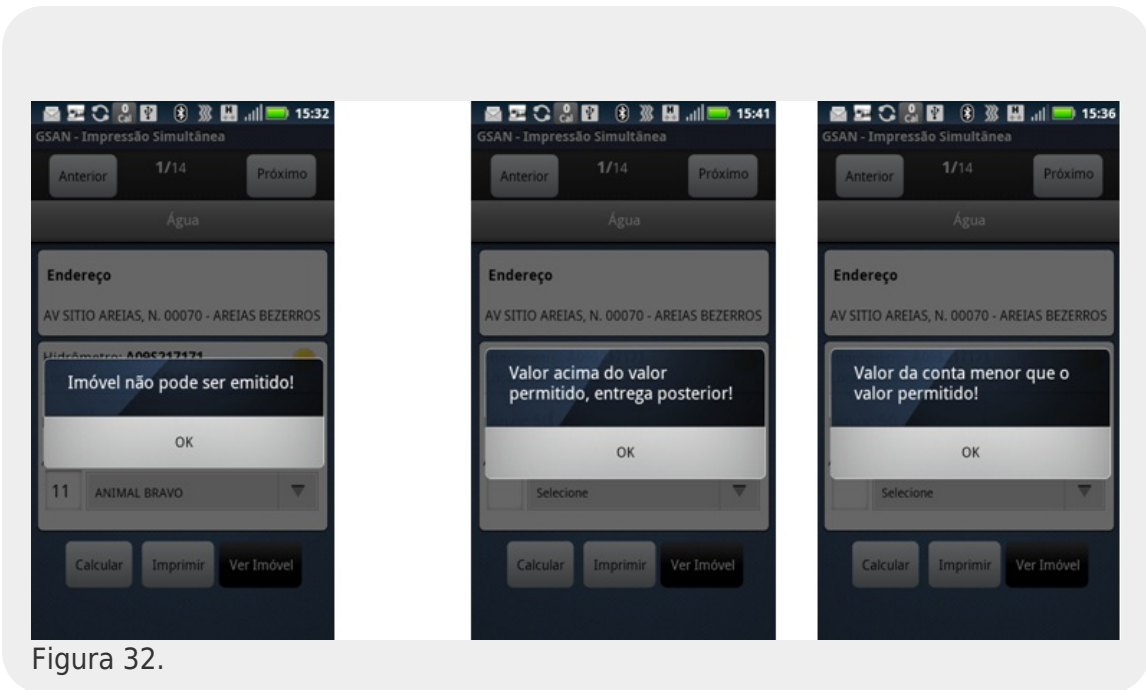 15:32
GSAN - Impressão Simultânea
Anterior
1/14
Próximo
Água
Endereço
AV SITIO AREIAS, N. 00070 - AREIAS BEZERROS
Hidrômetro: A09S217171
Imóvel não pode ser emitido!
OK
11 ANIMAL BRAVO
Calcular
Imprimir
Ver Imóvel
15:41
GSAN - Impressão Simultânea
Anterior
1/14
Próximo
Água
Endereço
AV SITIO AREIAS, N. 00070 - AREIAS BEZERROS
Valor acima do valor
permitido, entrega posterior!
OK
Selecione
Calcular
Imprimir
Ver Imóvel
15:36
GSAN - Impressão Simultânea
Anterior
1/14
Próximo
Água
Endereço
AV SITIO AREIAS, N. 00070 - AREIAS BEZERROS
Valor da conta menor que o
valor permitido!
OK
Selecione
Calcular
Imprimir
Ver Imóvel
Figura 32.